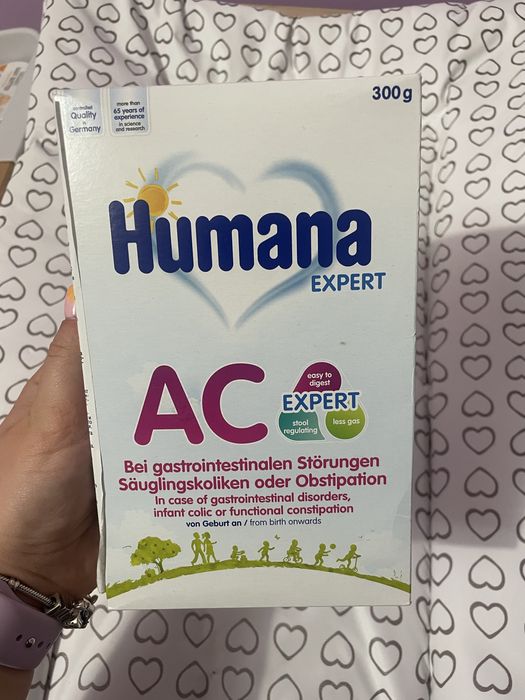 300g
controlled
Quality
in
Germany
more than
65 years of
experience
in science
and research
Humana
EXPERT
AC
easy to
digest
EXPERT
stool
regulating
less gas
Bei gastrointestinalen Störungen
Säuglingskoliken oder Obstipation
In case of gastrointestinal disorders,
infant colic or functional constipation
von Geburt an / from birth onwards